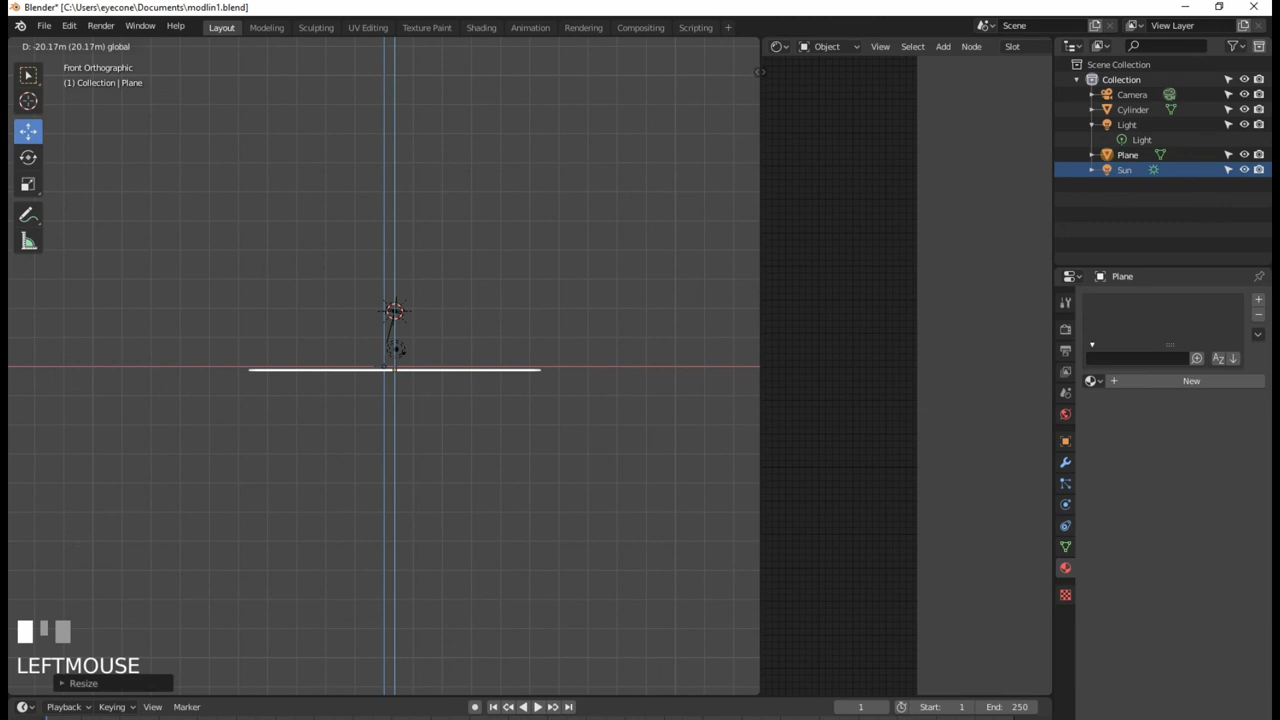 Blender* [C:\Users\eyecone\Documents\modlin1.blend]
File Edit Render Window Help Layout Modeling Sculpting UV Editing Texture Paint Shading Animation Rendering Compositing Scripting + Scene View Layer
D: -20.17m (20.17m) global
Object View Select Add Node Slot
Front Orthographic
(1) Collection | Plane
Scene Collection
Collection
Camera
Cylinder
Light
Light
Plane
Sun
Plane
AZ
New
LEFTMOUSE
Resize
Playback Keying View Marker 1 Start: 1 End: 250